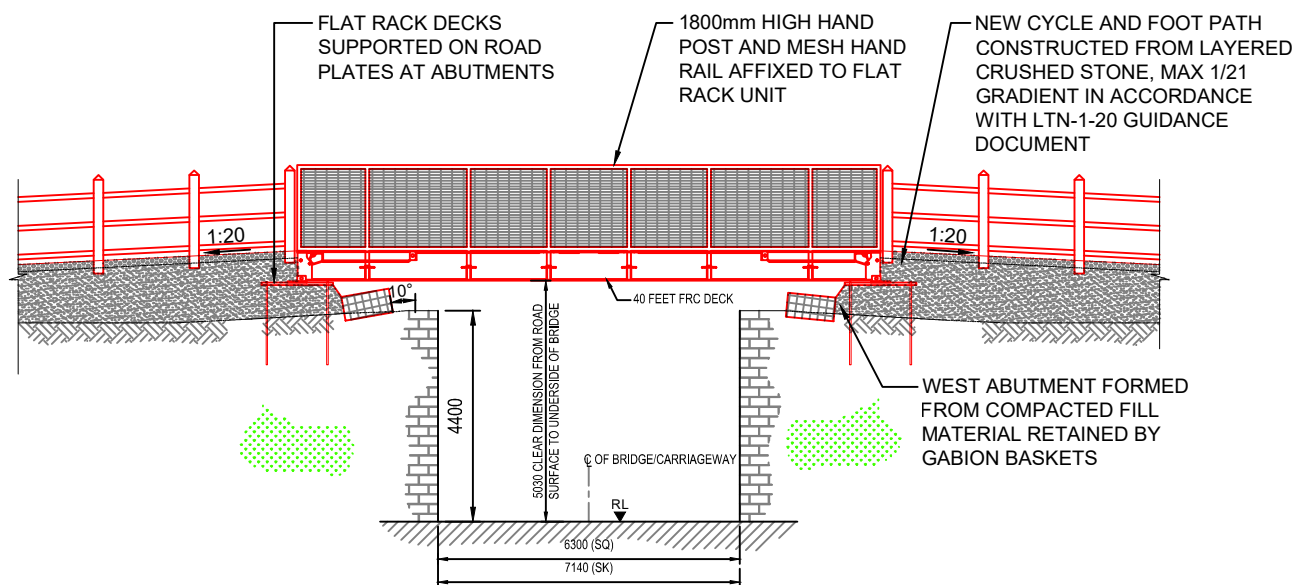 FLAT RACK DECKS
SUPPORTED ON ROAD
PLATES AT ABUTMENTS
1800mm HIGH HAND
POST AND MESH HAND
RAIL AFFIXED TO FLAT
RACK UNIT
NEW CYCLE AND FOOT PATH
CONSTRUCTED FROM LAYERED
CRUSHED STONE, MAX 1/21
GRADIENT IN ACCORDANCE
WITH LTN-1-20 GUIDANCE
DOCUMENT
1:20
1:20
10°
40 FEET FRC DECK
4400
5030 CLEAR DIMENSION FROM ROAD
SURFACE TO UNDERSIDE OF BRIDGE
WEST ABUTMENT FORMED
FROM COMPACTED FILL
MATERIAL RETAINED BY
GABION BASKETS
℄ OF BRIDGE/CARRIAGEWAY
RL
6300 (SQ)
7140 (SK)